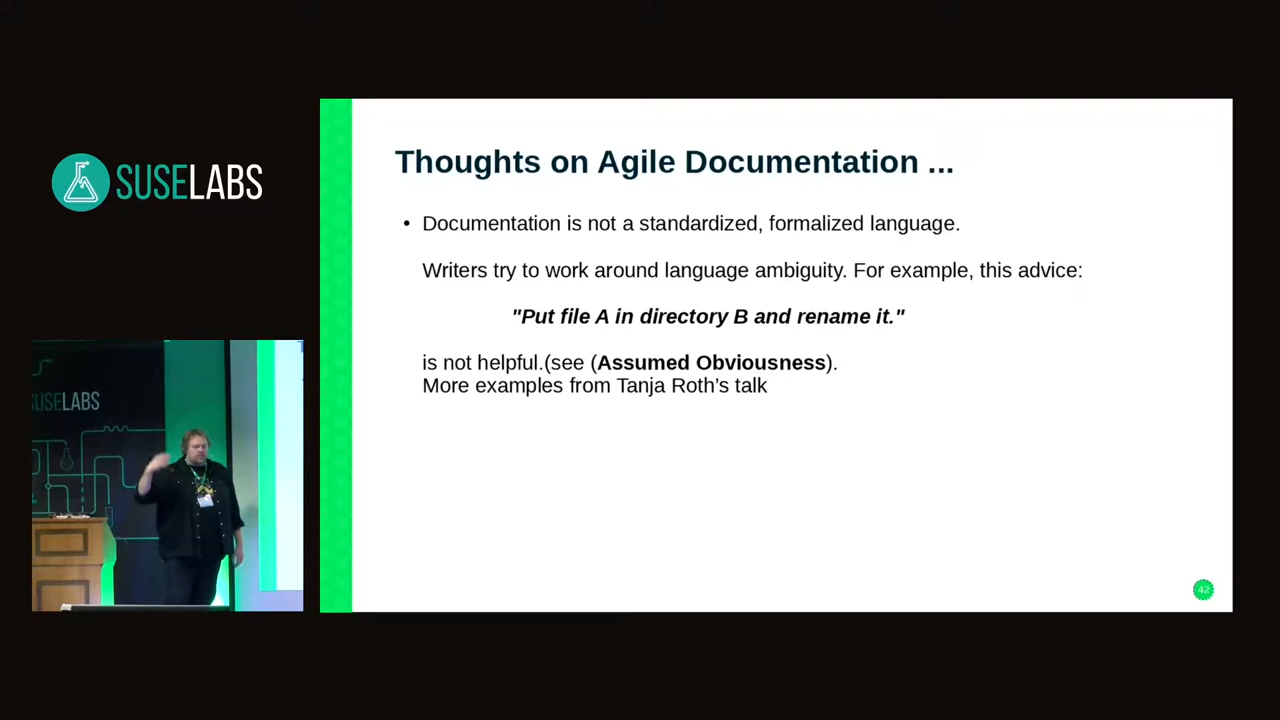 SUSELABS
Thoughts on Agile Documentation ...
• Documentation is not a standardized, formalized language.
Writers try to work around language ambiguity. For example, this advice:
"Put file A in directory B and rename it."
is not helpful.(see (Assumed Obviousness).
More examples from Tanja Roth’s talk
42
SUSELABS